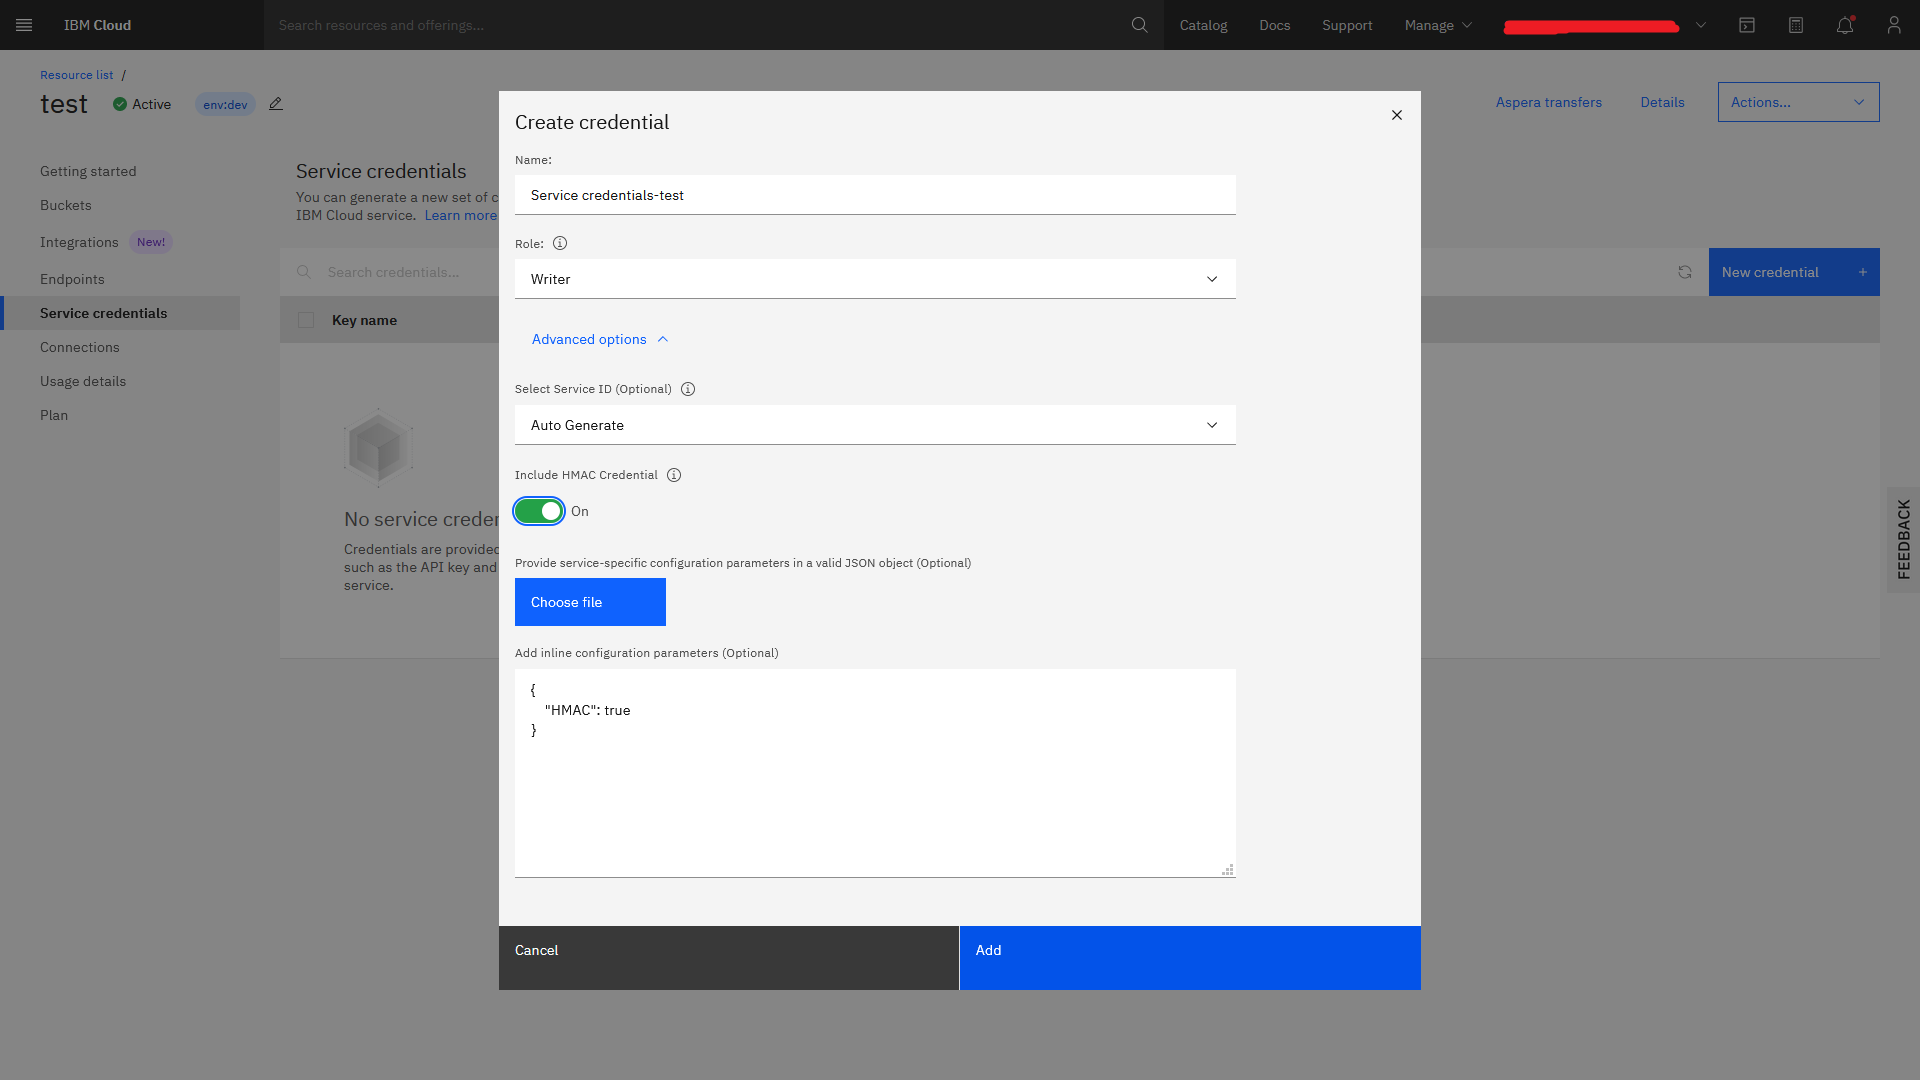 IBM Cloud
Search resources and offerings...
Catalog
Docs
Support
Manage
Resource list /
test
Active
env:dev
Aspera transfers
Details
Actions...
Getting started
Buckets
Integrations
New!
Endpoints
Service credentials
Connections
Usage details
Plan
Service credentials
You can generate a new set of c
IBM Cloud service. Learn more
Search credentials...
New credential +
Key name
No service creder
Credentials are provided
such as the API key and
service.
Create credential
Name:
Service credentials-test
Role:
Writer
Advanced options
Select Service ID (Optional)
Auto Generate
Include HMAC Credential
On
Provide service-specific configuration parameters in a valid JSON object (Optional)
Choose file
Add inline configuration parameters (Optional)
{
"HMAC": true
}
Cancel
Add
FEEDBACK